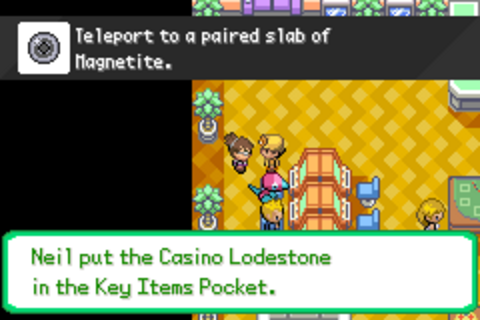 Teleport to a paired slab of
Magnetite.
Neil put the Casino Lodestone
in the Key Items Pocket.